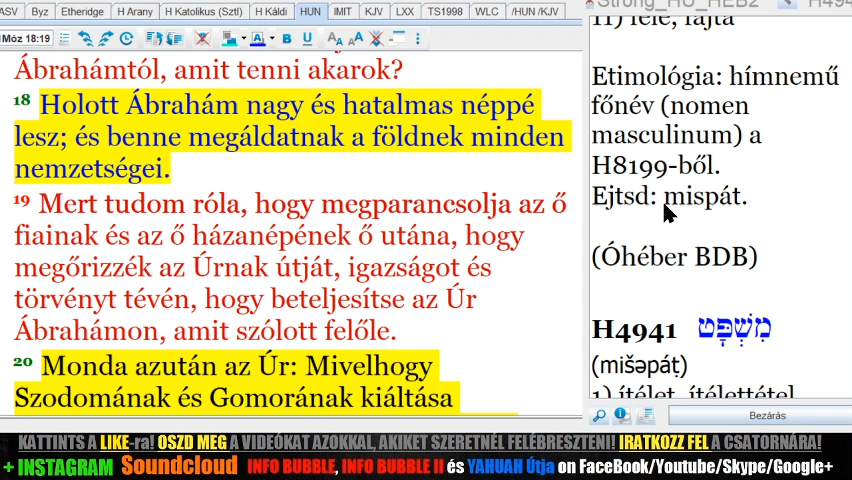 ASV Byz Etheridge H Arany H Katolikus (Sztl) H Káldi HUN IMIT KJV LXX TS1998 WLC /HUN /KJV
Móz 18:19
B U
Ábrahámtól, amit tenni akarok?
18 Holott Ábrahám nagy és hatalmas néppé
lesz; és benne megáldatnak a földnek minden
nemzetségei.
19 Mert tudom róla, hogy megparancsolja az ő
fiainak és az ő házanépének ő utána, hogy
megőrizzék az Úrnak útját, igazságot és
törvényt tévén, hogy beteljesítse az Úr
Ábrahámon, amit szólott felőle.
20 Monda azután az Úr: Mivelhogy
Szodomának és Gomorának kiáltása
Strong_HU_HEB2 H494
11) féle, fajta
Etimológia: hímnemű
főnév (nomen
masculinum) a
H8199-ből.
Ejtsd: mispát.
(Óhéber BDB)
H4941 מִשְׁפָּט
(mišəpáṭ)
1) ítélet, ítélettétel
Bezárás
KATTINTS A LIKE-ra! OSZD MEG A VIDEÓKAT AZOKKAL, AKIKET SZERETNÉL FELÉBRESZTENI! IRATKOZZ FEL A CSATORNÁRA!
+ INSTAGRAM Soundcloud INFO BUBBLE, INFO BUBBLE II és YAHUAH Útja on FaceBook/Youtube/Skype/Google+